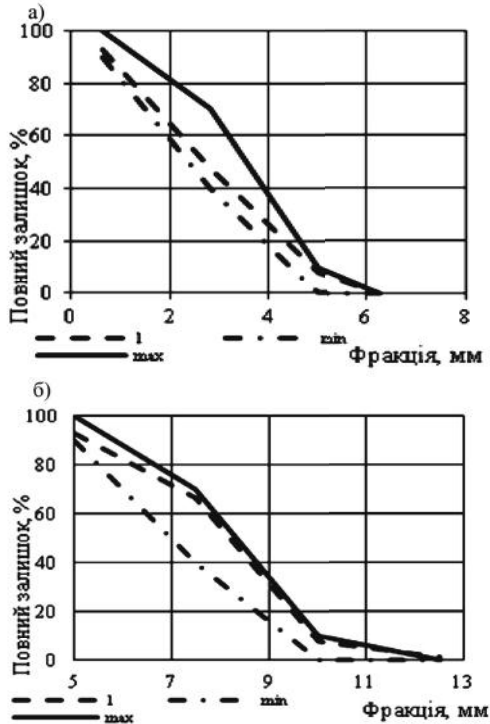 а)
Повний залишок, %
100
80
60
40
20
0
0 2 4 6 8
1 min
max
Фракція, мм
б)
Повний залишок, %
100
80
60
40
20
0
5 7 9 11 13
1 min
max
Фракція, мм